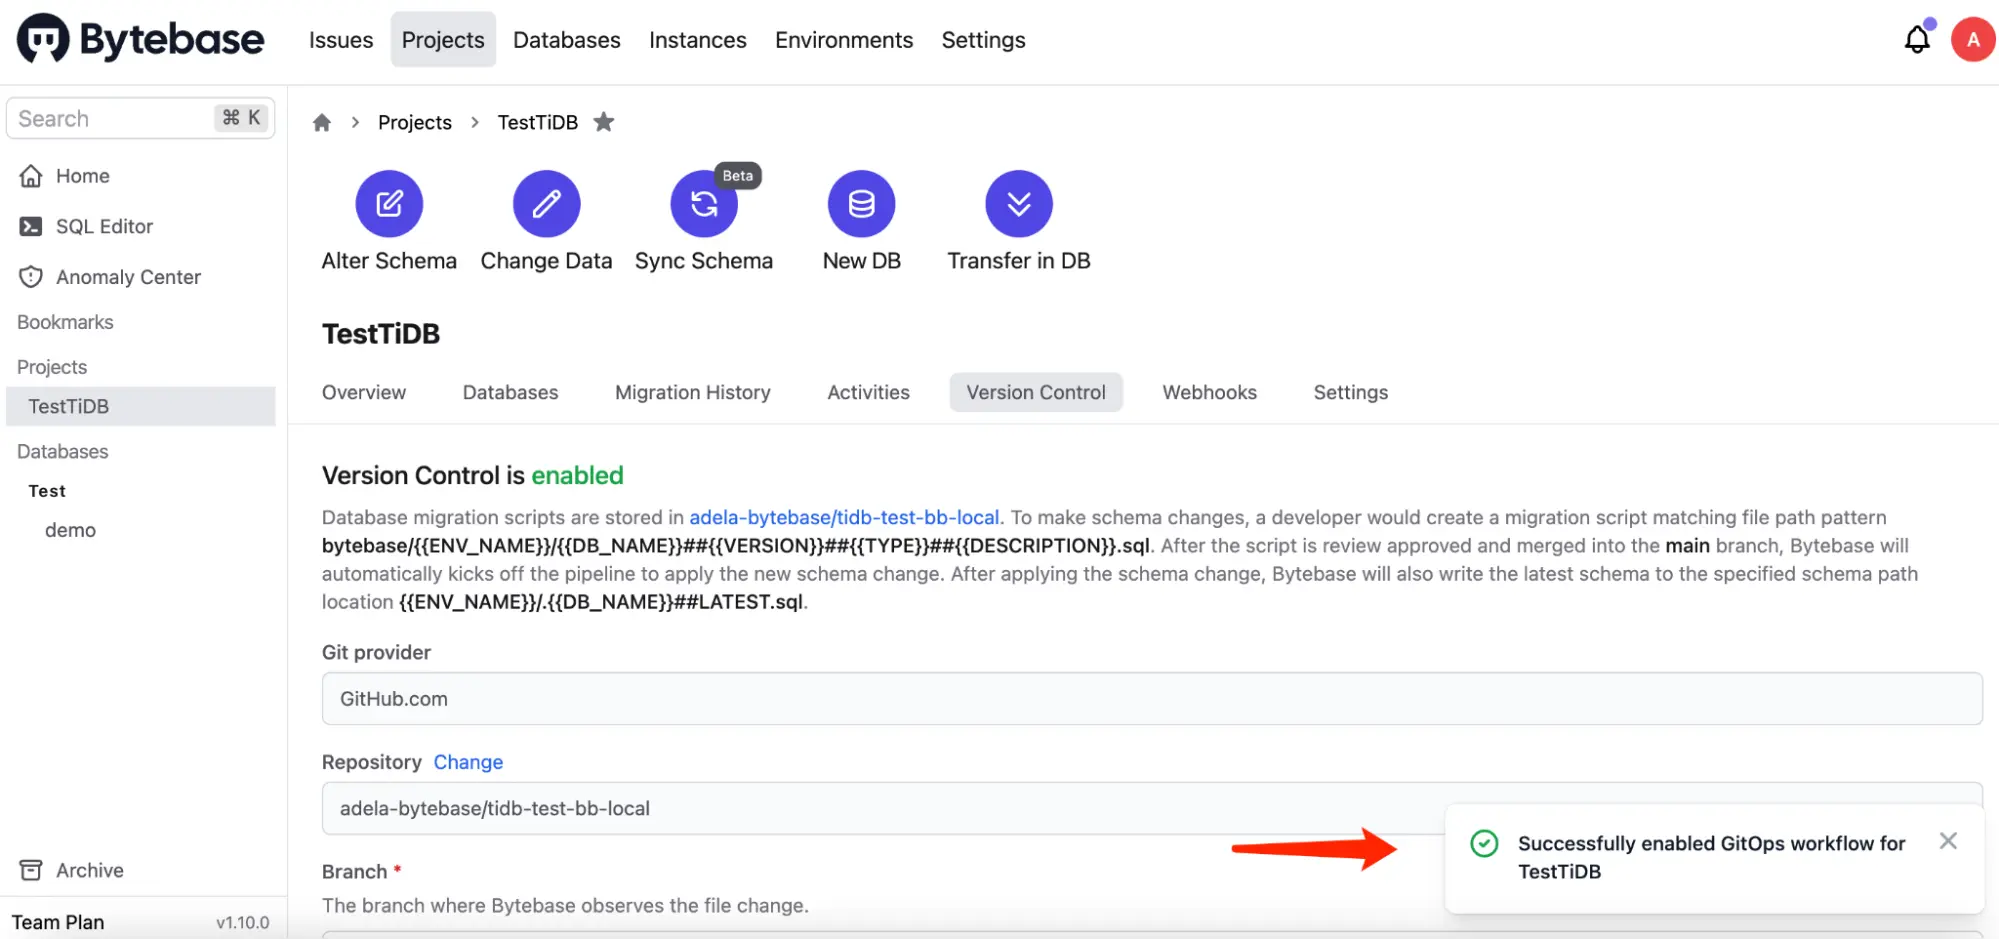 Bytebase
Issues Projects Databases Instances Environments Settings
A
Search ⌘ K
Home
SQL Editor
Anomaly Center
Bookmarks
Projects
TestTiDB
Databases
Test
demo
Archive
Team Plan v1.10.0
Projects > TestTiDB
Beta
Alter Schema Change Data Sync Schema New DB Transfer in DB
TestTiDB
Overview Databases Migration History Activities Version Control Webhooks Settings
Version Control is enabled
Database migration scripts are stored in adela-bytebase/tidb-test-bb-local. To make schema changes, a developer would create a migration script matching file path pattern
bytebase/{{ENV_NAME}}/{{DB_NAME}}##{{VERSION}}##{{TYPE}}##{{DESCRIPTION}}.sql. After the script is review approved and merged into the main branch, Bytebase will
automatically kicks off the pipeline to apply the new schema change. After applying the schema change, Bytebase will also write the latest schema to the specified schema path
location {{ENV_NAME}}/.{{DB_NAME}}##LATEST.sql.
Git provider
GitHub.com
Repository Change
adela-bytebase/tidb-test-bb-local
Branch *
The branch where Bytebase observes the file change.
Successfully enabled GitOps workflow for
TestTiDB